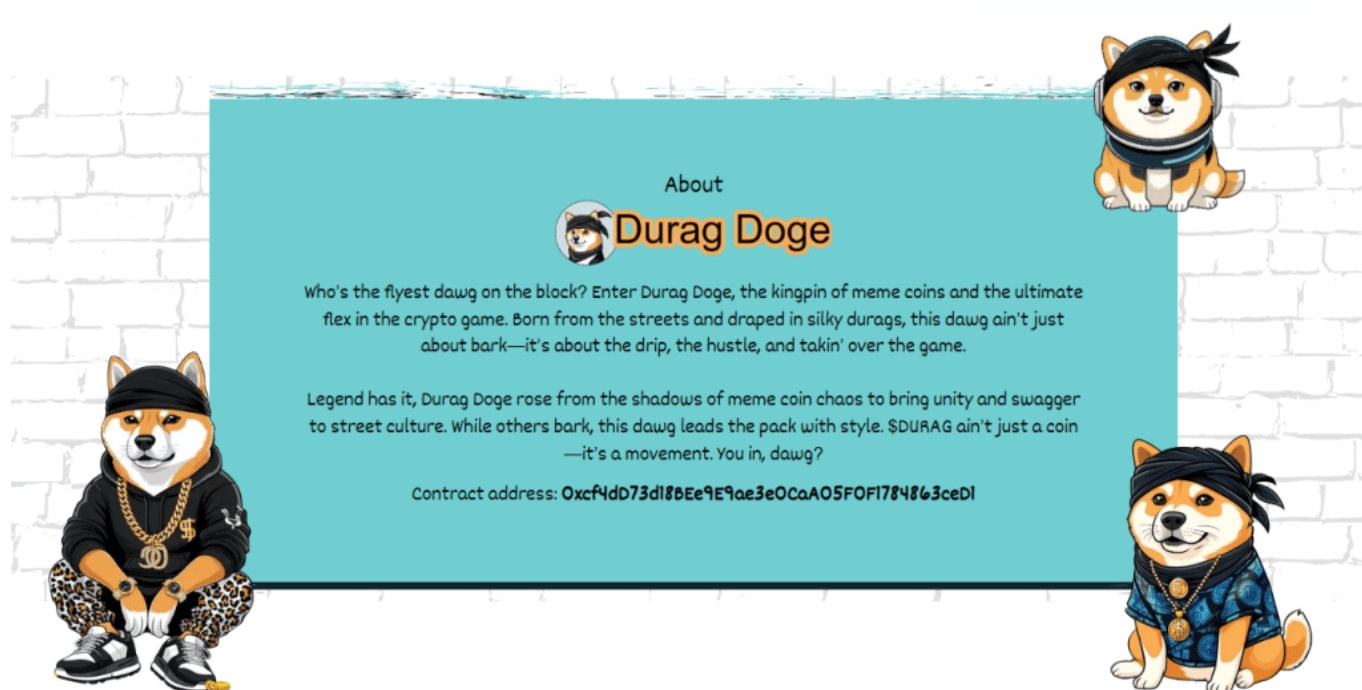 About
Durag Doge
Who's the flyest dawg on the block? Enter Durag Doge, the kingpin of meme coins and the ultimate
flex in the crypto game. Born from the streets and draped in silky durags, this dawg ain't just
about bark—it's about the drip, the hustle, and takin' over the game.
Legend has it, Durag Doge rose from the shadows of meme coin chaos to bring unity and swagger
to street culture. While others bark, this dawg leads the pack with style. $DURAG ain't just a coin
—it's a movement. You in, dawg?
Contract address: 0xcf4dD73d18BEe9E9ae3e0CaA05F0F1784863ceD1